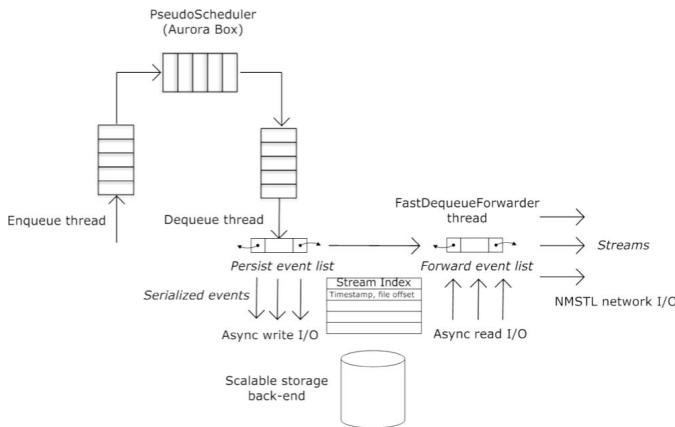 PseudoScheduler
(Aurora Box)
Enqueue thread
Dequeue thread
FastDequeueForwarder
thread
Persist event list
Forward event list
Streams
Serialized events
Stream Index
Timestamp, file offset
NMSTL network I/O
Async write I/O
Async read I/O
Scalable storage
back-end